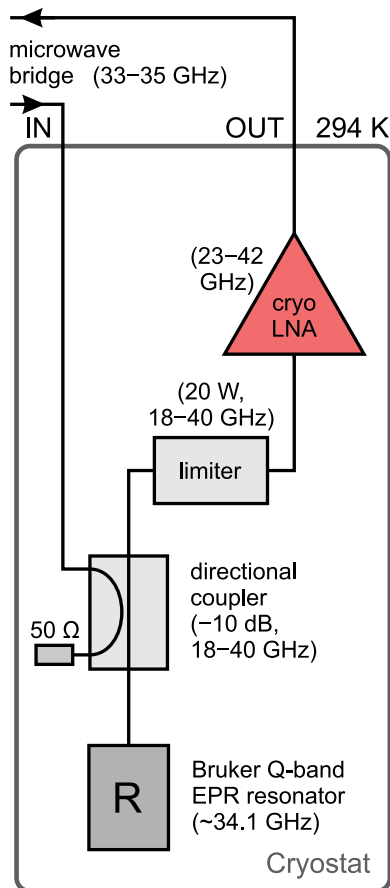 microwave
bridge (33–35 GHz)
IN
OUT
294 K
(23–42
GHz)
cryo
LNA
(20 W,
18–40 GHz)
limiter
directional
coupler
(−10 dB,
18–40 GHz)
50 Ω
R
Bruker Q-band
EPR resonator
(~34.1 GHz)
Cryostat